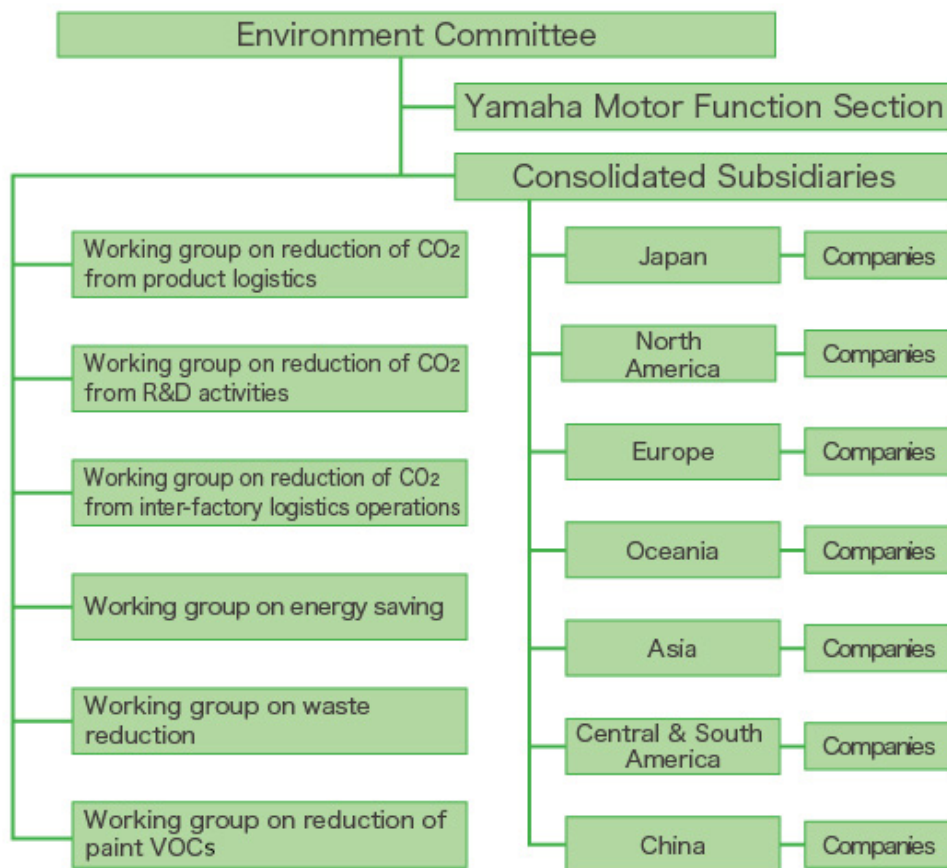 Environment Committee
Yamaha Motor Function Section
Consolidated Subsidiaries
Working group on reduction of CO₂
from product logistics
Working group on reduction of CO₂
from R&D activities
Working group on reduction of CO₂
from inter-factory logistics operations
Working group on energy saving
Working group on waste
reduction
Working group on reduction of
paint VOCs
Japan
Companies
North
America
Companies
Europe
Companies
Oceania
Companies
Asia
Companies
Central & South
America
Companies
China
Companies